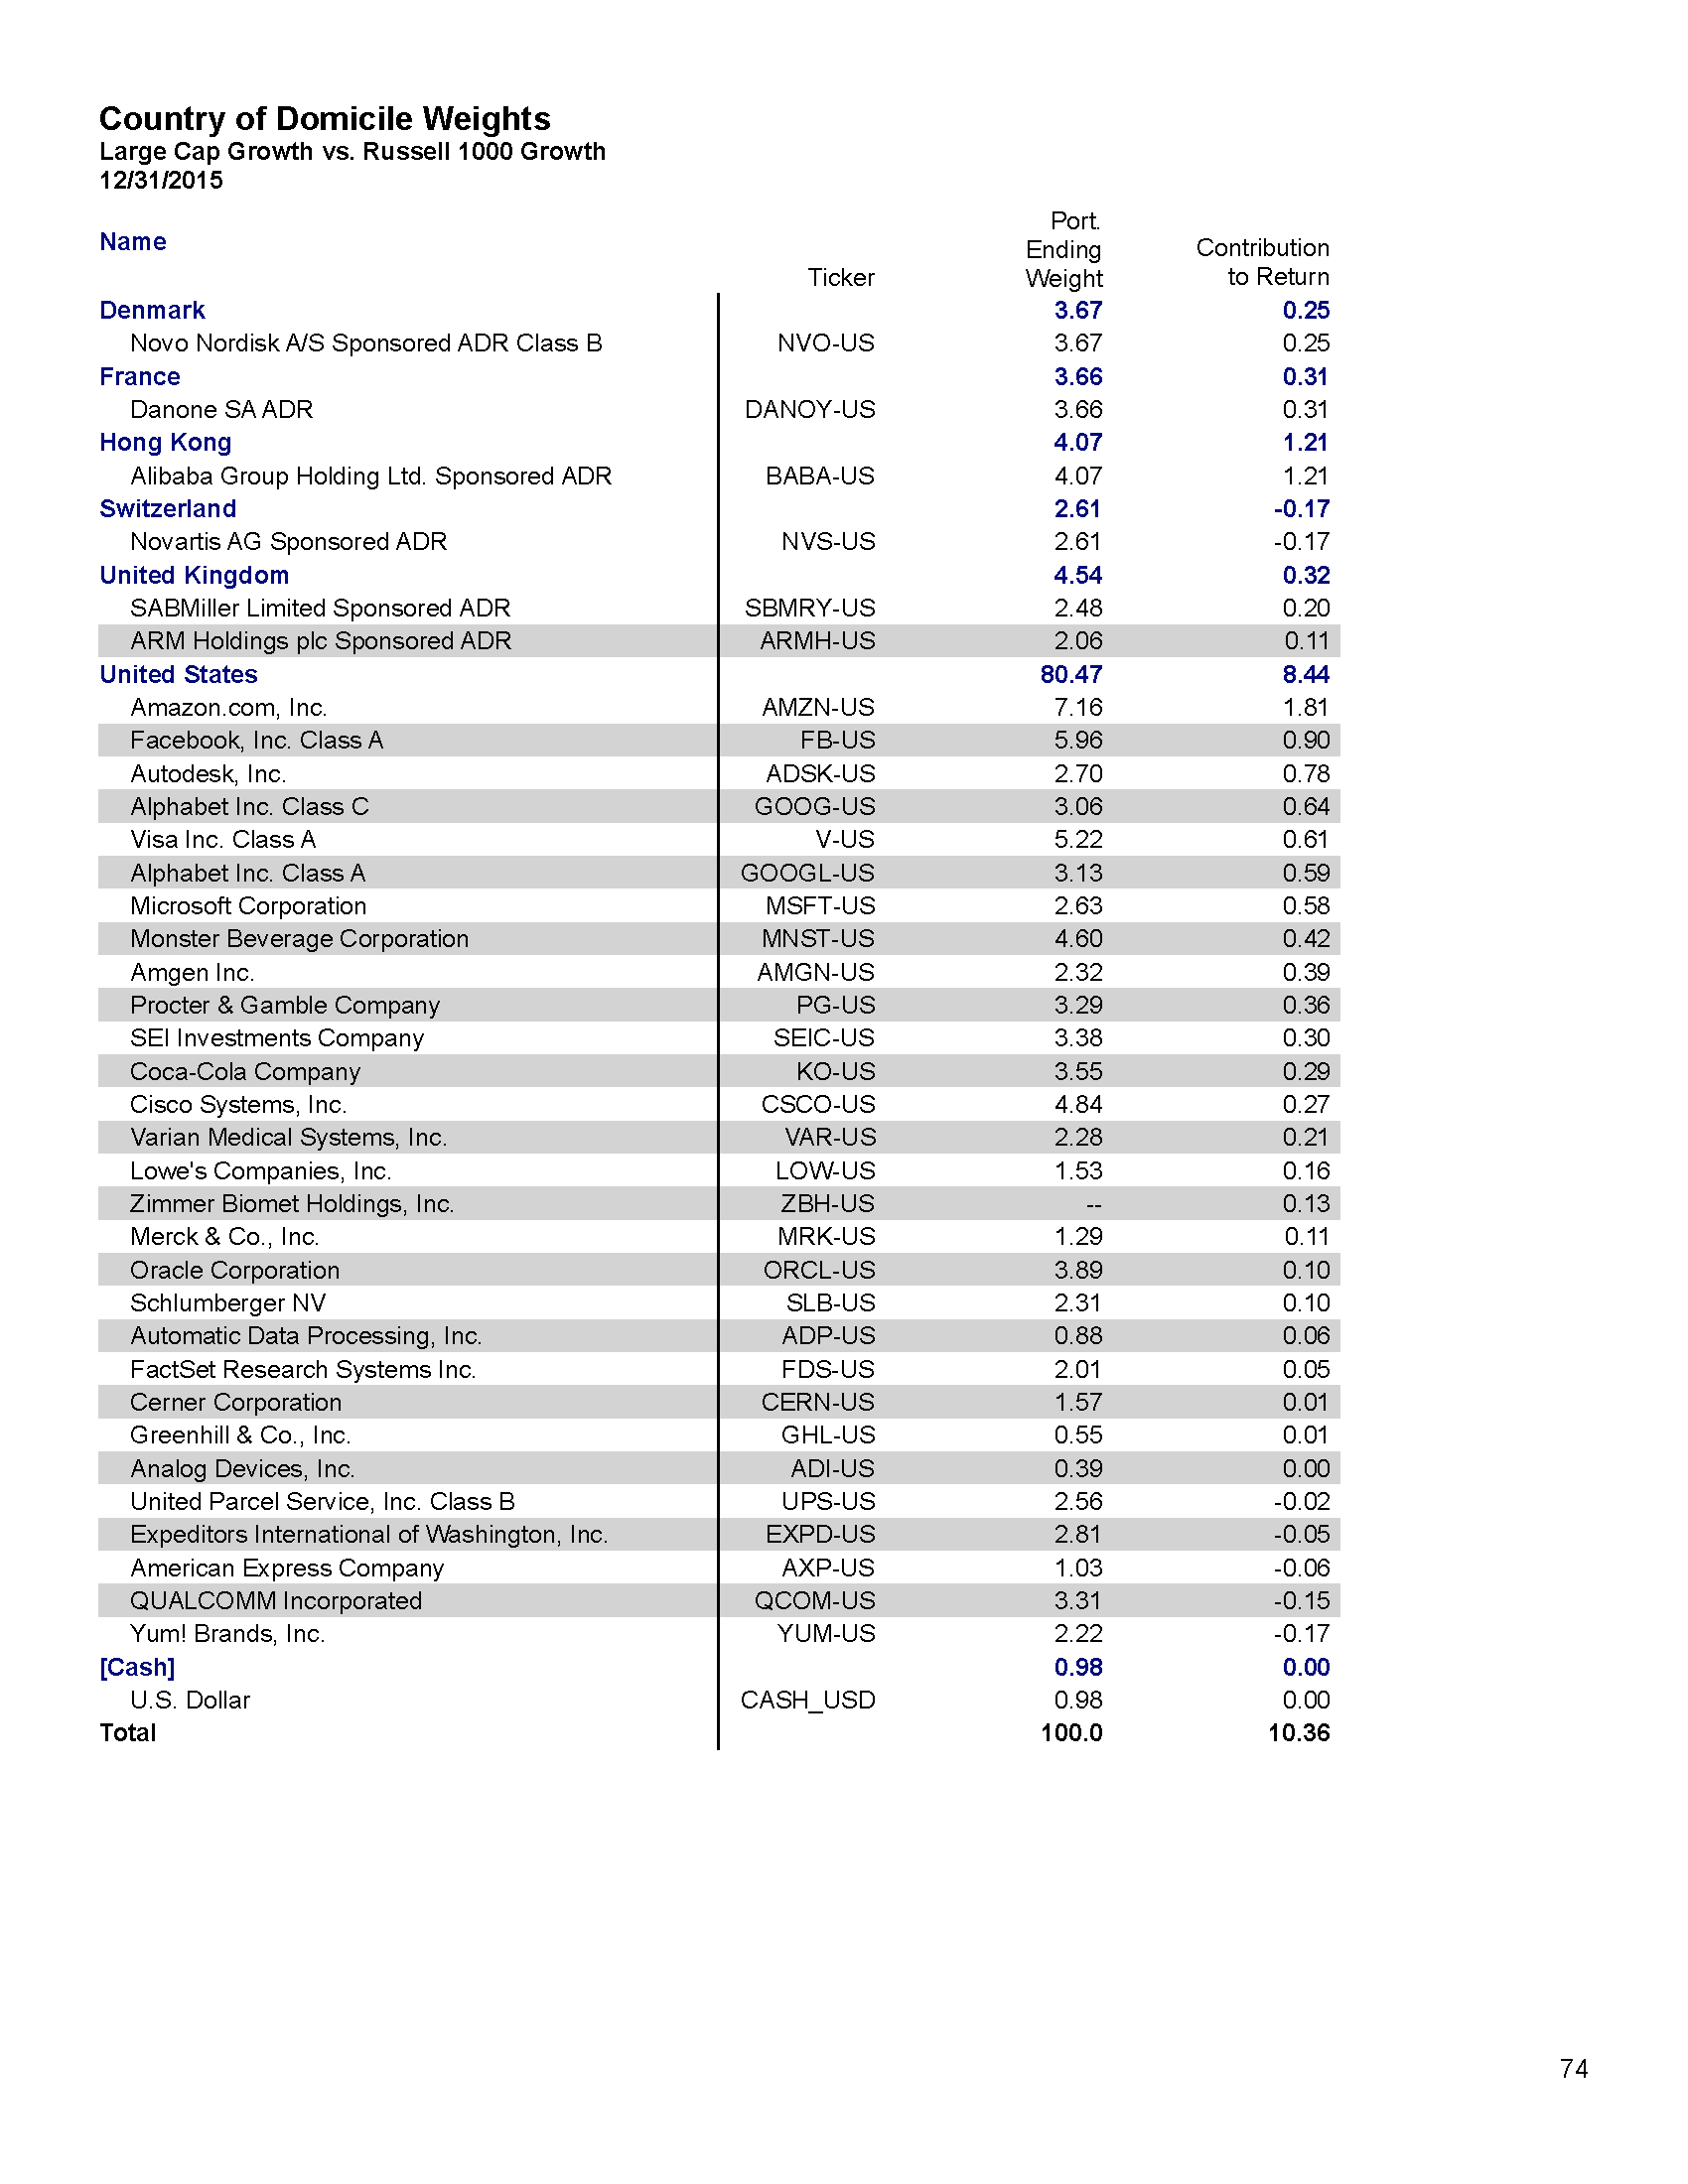 Country of Domicile Weights
Large Cap Growth vs. Russell 1000 Growth
12/31/2015
Name Ticker Port. Ending Weight Contribution to Return
Denmark 3.67 0.25
Novo Nordisk A/S Sponsored ADR Class B NVO-US 3.67 0.25
France 3.66 0.31
Danone SA ADR DANOY-US 3.66 0.31
Hong Kong 4.07 1.21
Alibaba Group Holding Ltd. Sponsored ADR BABA-US 4.07 1.21
Switzerland 2.61 -0.17
Novartis AG Sponsored ADR NVS-US 2.61 -0.17
United Kingdom 4.54 0.32
SABMiller Limited Sponsored ADR SBMRY-US 2.48 0.20
ARM Holdings plc Sponsored ADR ARMH-US 2.06 0.11
United States 80.47 8.44
Amazon.com, Inc. AMZN-US 7.16 1.81
Facebook, Inc. Class A FB-US 5.96 0.90
Autodesk, Inc. ADSK-US 2.70 0.78
Alphabet Inc. Class C GOOG-US 3.06 0.64
Visa Inc. Class A V-US 5.22 0.61
Alphabet Inc. Class A GOOGL-US 3.13 0.59
Microsoft Corporation MSFT-US 2.63 0.58
Monster Beverage Corporation MNST-US 4.60 0.42
Amgen Inc. AMGN-US 2.32 0.39
Procter & Gamble Company PG-US 3.29 0.36
SEI Investments Company SEIC-US 3.38 0.30
Coca-Cola Company KO-US 3.55 0.29
Cisco Systems, Inc. CSCO-US 4.84 0.27
Varian Medical Systems, Inc. VAR-US 2.28 0.21
Lowe's Companies, Inc. LOW-US 1.53 0.16
Zimmer Biomet Holdings, Inc. ZBH-US -- 0.13
Merck & Co., Inc. MRK-US 1.29 0.11
Oracle Corporation ORCL-US 3.89 0.10
Schlumberger NV SLB-US 2.31 0.10
Automatic Data Processing, Inc. ADP-US 0.88 0.06
FactSet Research Systems Inc. FDS-US 2.01 0.05
Cerner Corporation CERN-US 1.57 0.01
Greenhill & Co., Inc. GHL-US 0.55 0.01
Analog Devices, Inc. ADI-US 0.39 0.00
United Parcel Service, Inc. Class B UPS-US 2.56 -0.02
Expeditors International of Washington, Inc. EXPD-US 2.81 -0.05
American Express Company AXP-US 1.03 -0.06
QUALCOMM Incorporated QCOM-US 3.31 -0.15
Yum! Brands, Inc. YUM-US 2.22 -0.17
[Cash] 0.98 0.00
U.S. Dollar CASH_USD 0.98 0.00
Total 100.0 10.36
74